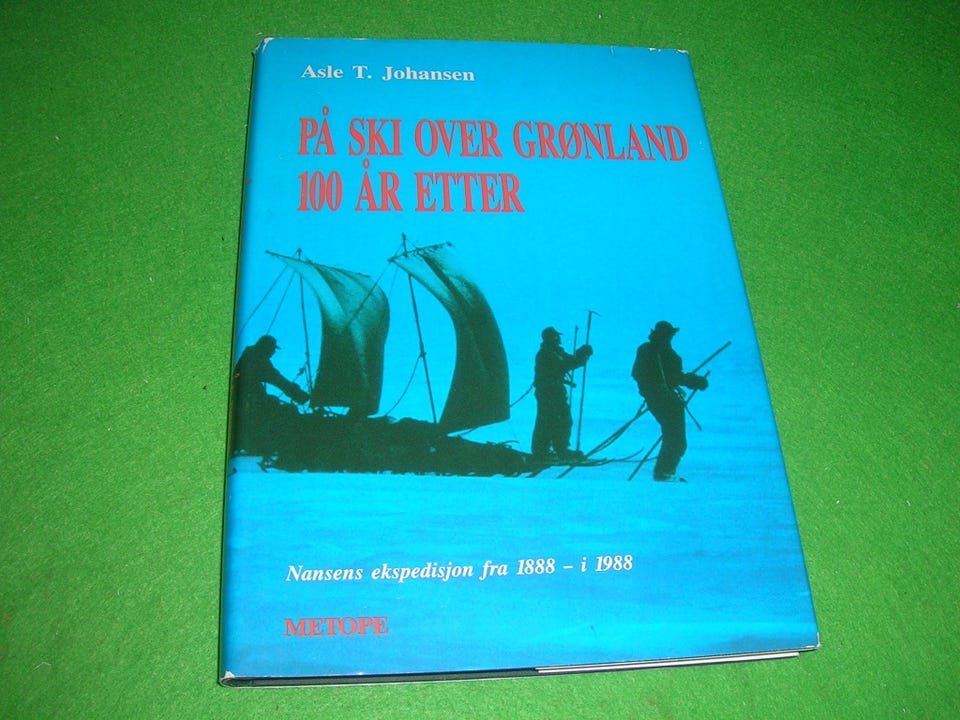 Asle T. Johansen
PÅ SKI OVER GRØNLAND
100 ÅR ETTER
Nansens ekspedisjon fra 1888 – i 1988
METOPE